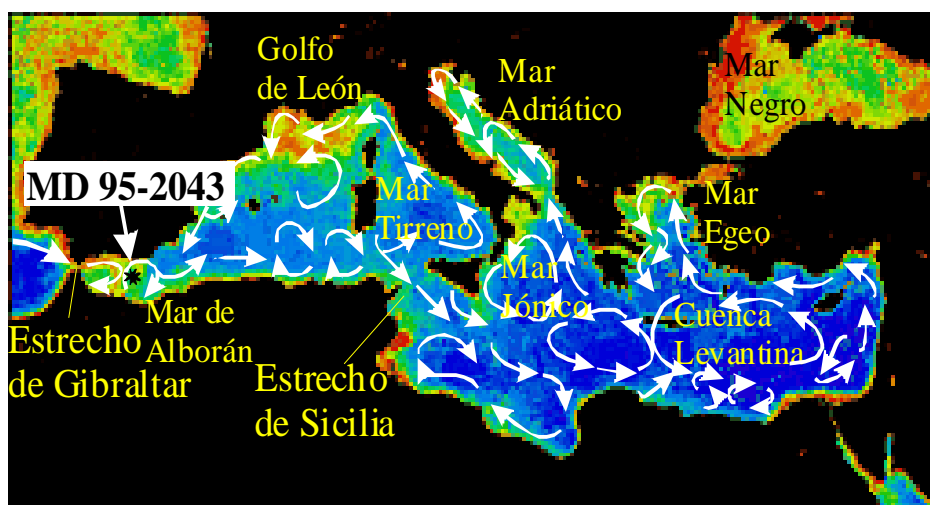 Golfo
de León
Mar
Adriático
Mar
Negro
MD 95-2043
Mar
Tirreno
Mar
Egeo
Mar
Jónico
Cuenca
Levantina
Mar de
Alborán
Estrecho
de Gibraltar
Estrecho
de Sicilia